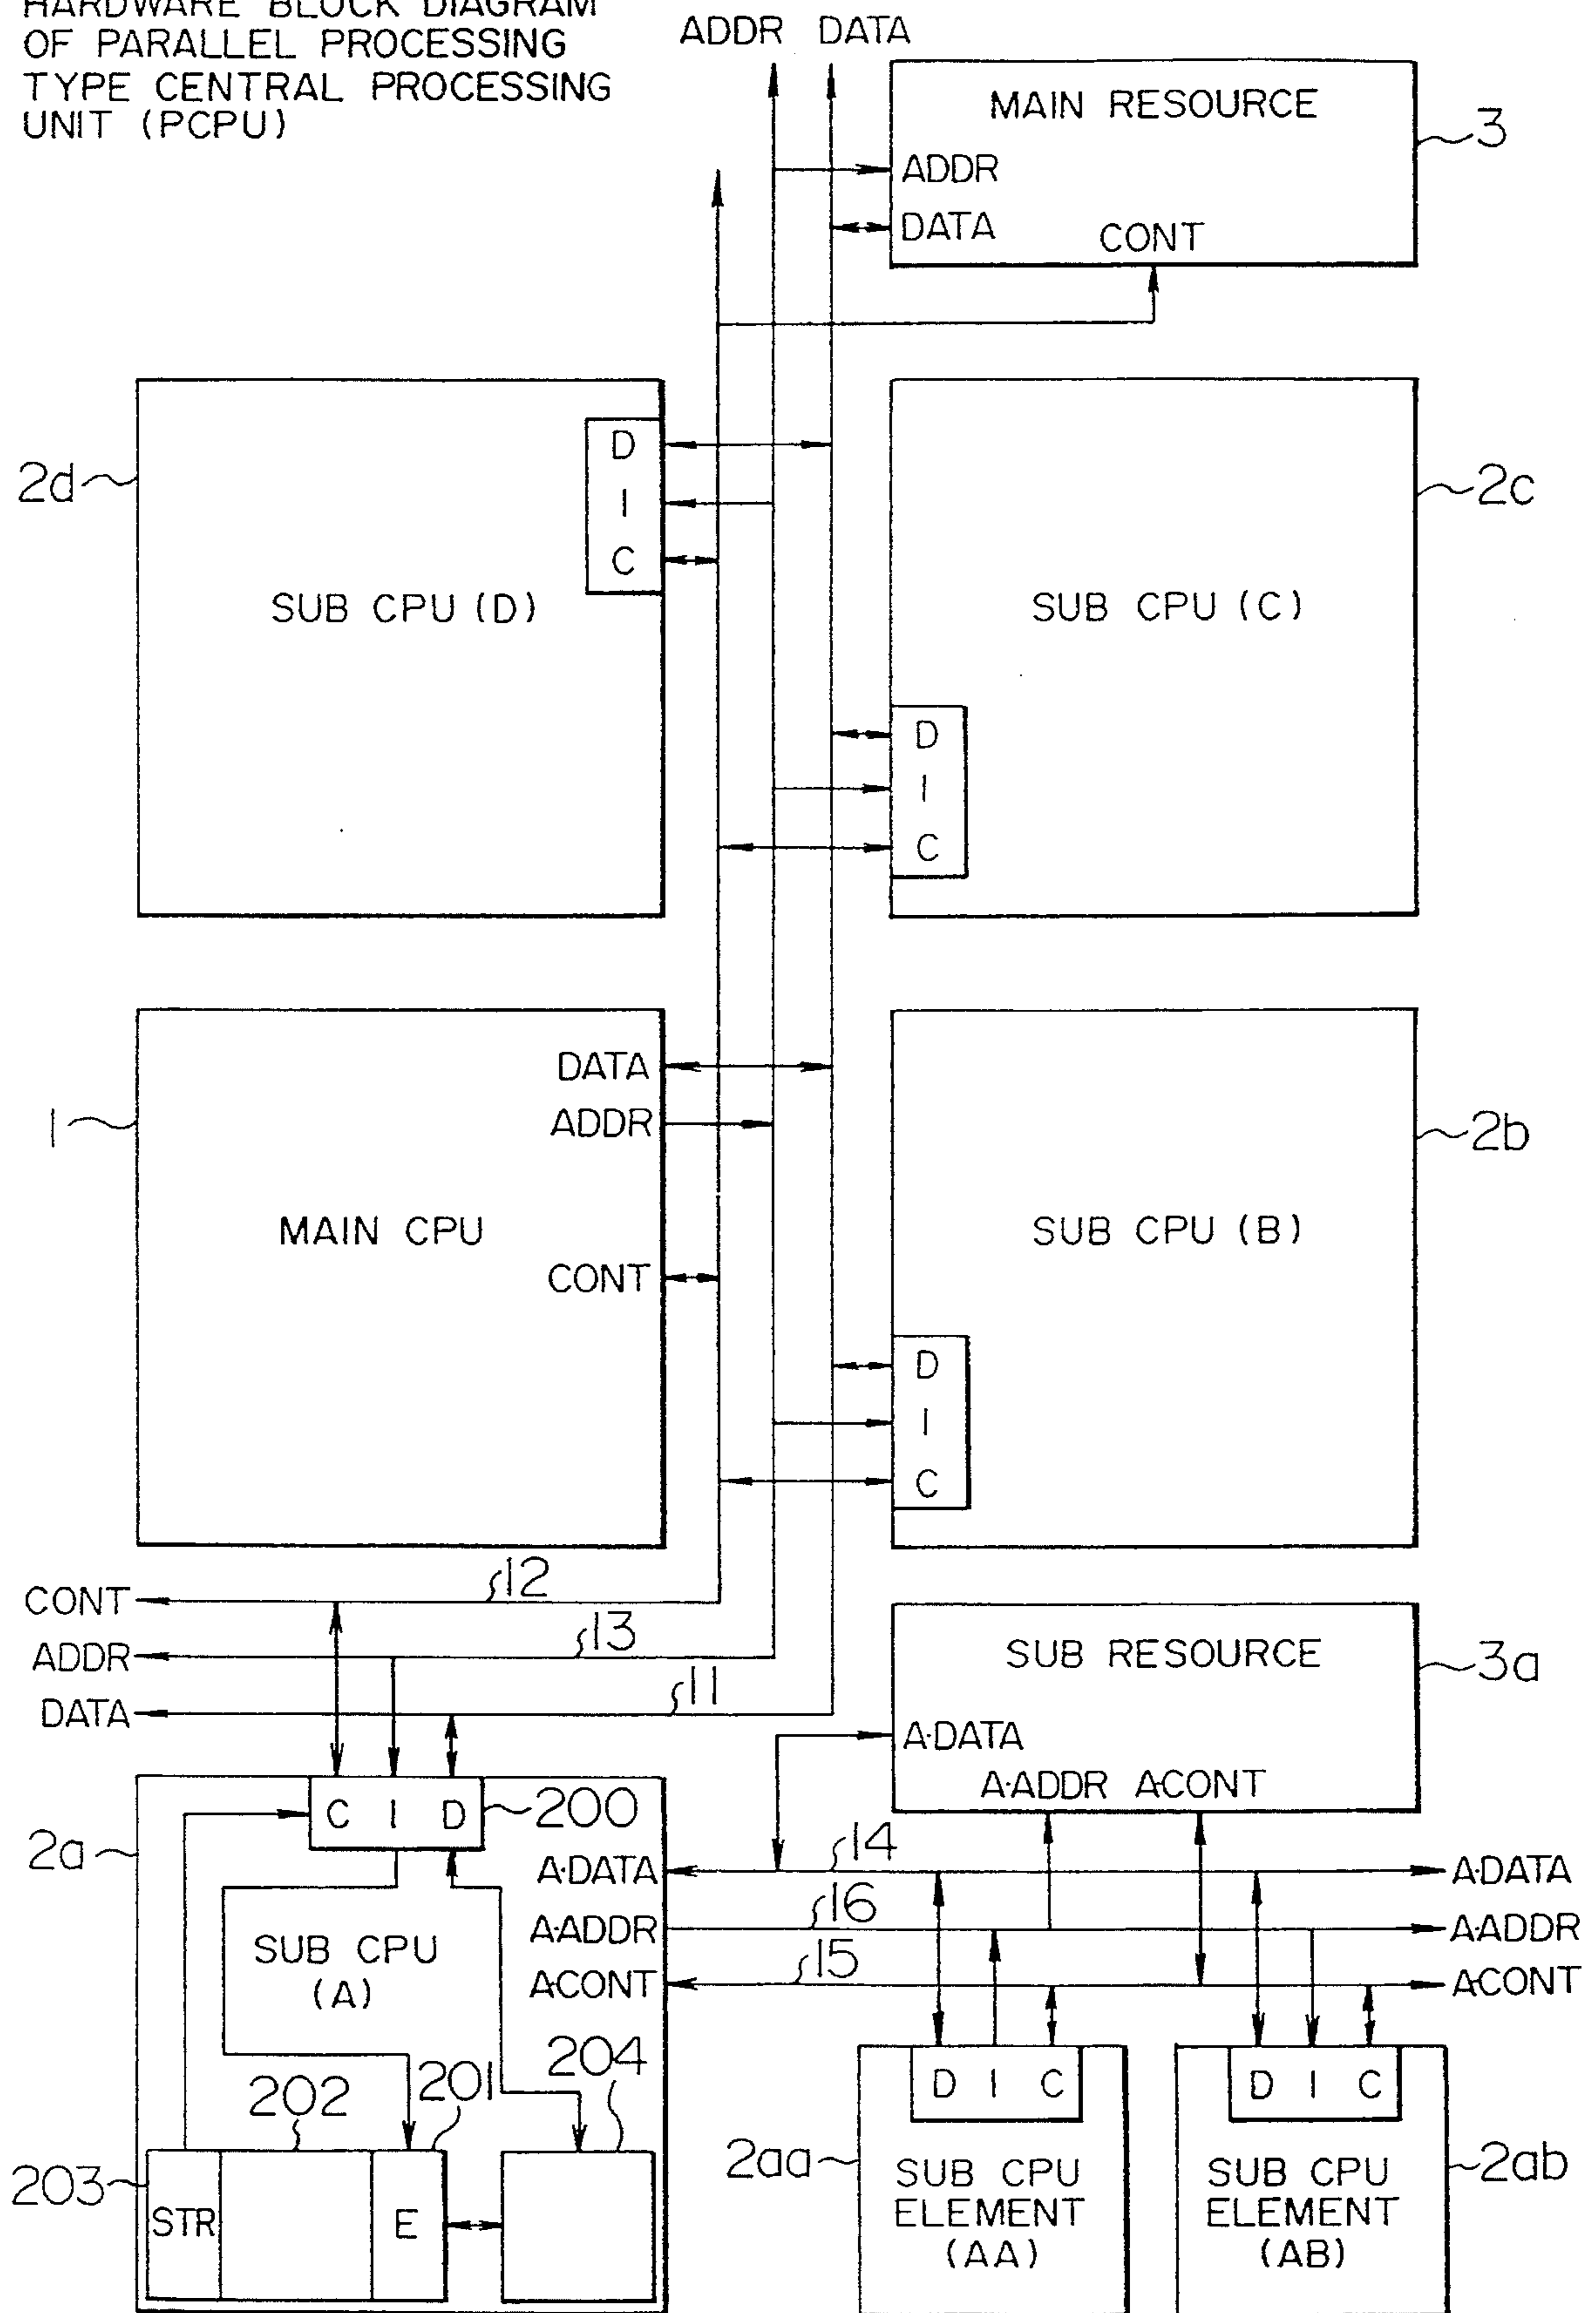 HARDWARE BLOCK DIAGRAM
OF PARALLEL PROCESSING
TYPE CENTRAL PROCESSING
UNIT (PCPU)
ADDR DATA
MAIN RESOURCE
3
ADDR
DATA
CONT
2d
D
I
C
SUB CPU (D)
2c
SUB CPU (C)
D
I
C
1
DATA
ADDR
MAIN CPU
CONT
2b
SUB CPU (B)
D
I
C
CONT
12
ADDR
13
DATA
11
SUB RESOURCE
3a
A·DATA
A·ADDR A·CONT
2a
C I D
200
A·DATA
14
A·DATA
A·ADDR
16
A·ADDR
SUB CPU
(A)
A·CONT
15
A·CONT
202
201
204
203
STR
E
D I C
2aa
SUB CPU
ELEMENT
(AA)
D I C
2ab
SUB CPU
ELEMENT
(AB)